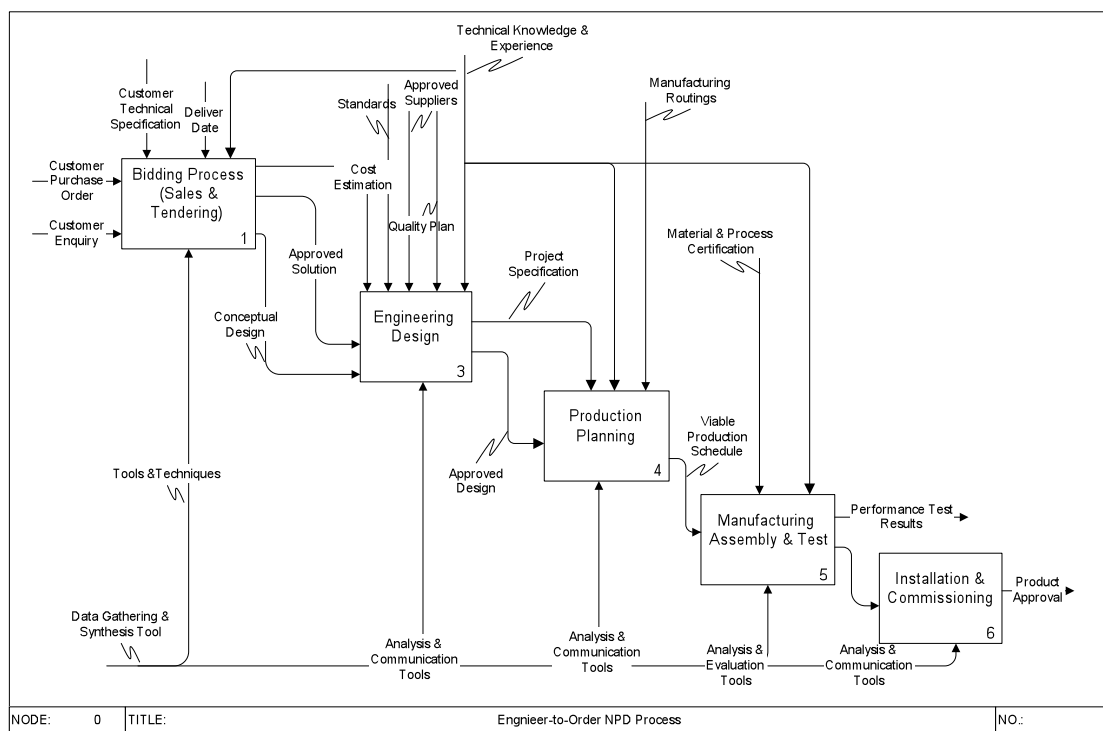 Technical Knowledge &
Experience
Customer
Technical
Specification
Deliver
Date
Standards
Approved
Suppliers
Manufacturing
Routings
Customer
Purchase
Order
Customer
Enquiry
Bidding Process
(Sales &
Tendering)
1
Cost
Estimation
Quality Plan
Approved
Solution
Conceptual
Design
Engineering
Design
3
Project
Specification
Material & Process
Certification
Production
Planning
4
Approved
Design
Viable
Production
Schedule
Tools &Techniques
Manufacturing
Assembly & Test
5
Performance Test
Results
Installation &
Commissioning
6
Product
Approval
Data Gathering &
Synthesis Tool
Analysis &
Communication
Tools
Analysis &
Communication
Tools
Analysis &
Evaluation
Tools
Analysis &
Communication
Tools
NODE: 0 TITLE: Engnieer-to-Order NPD Process NO.: